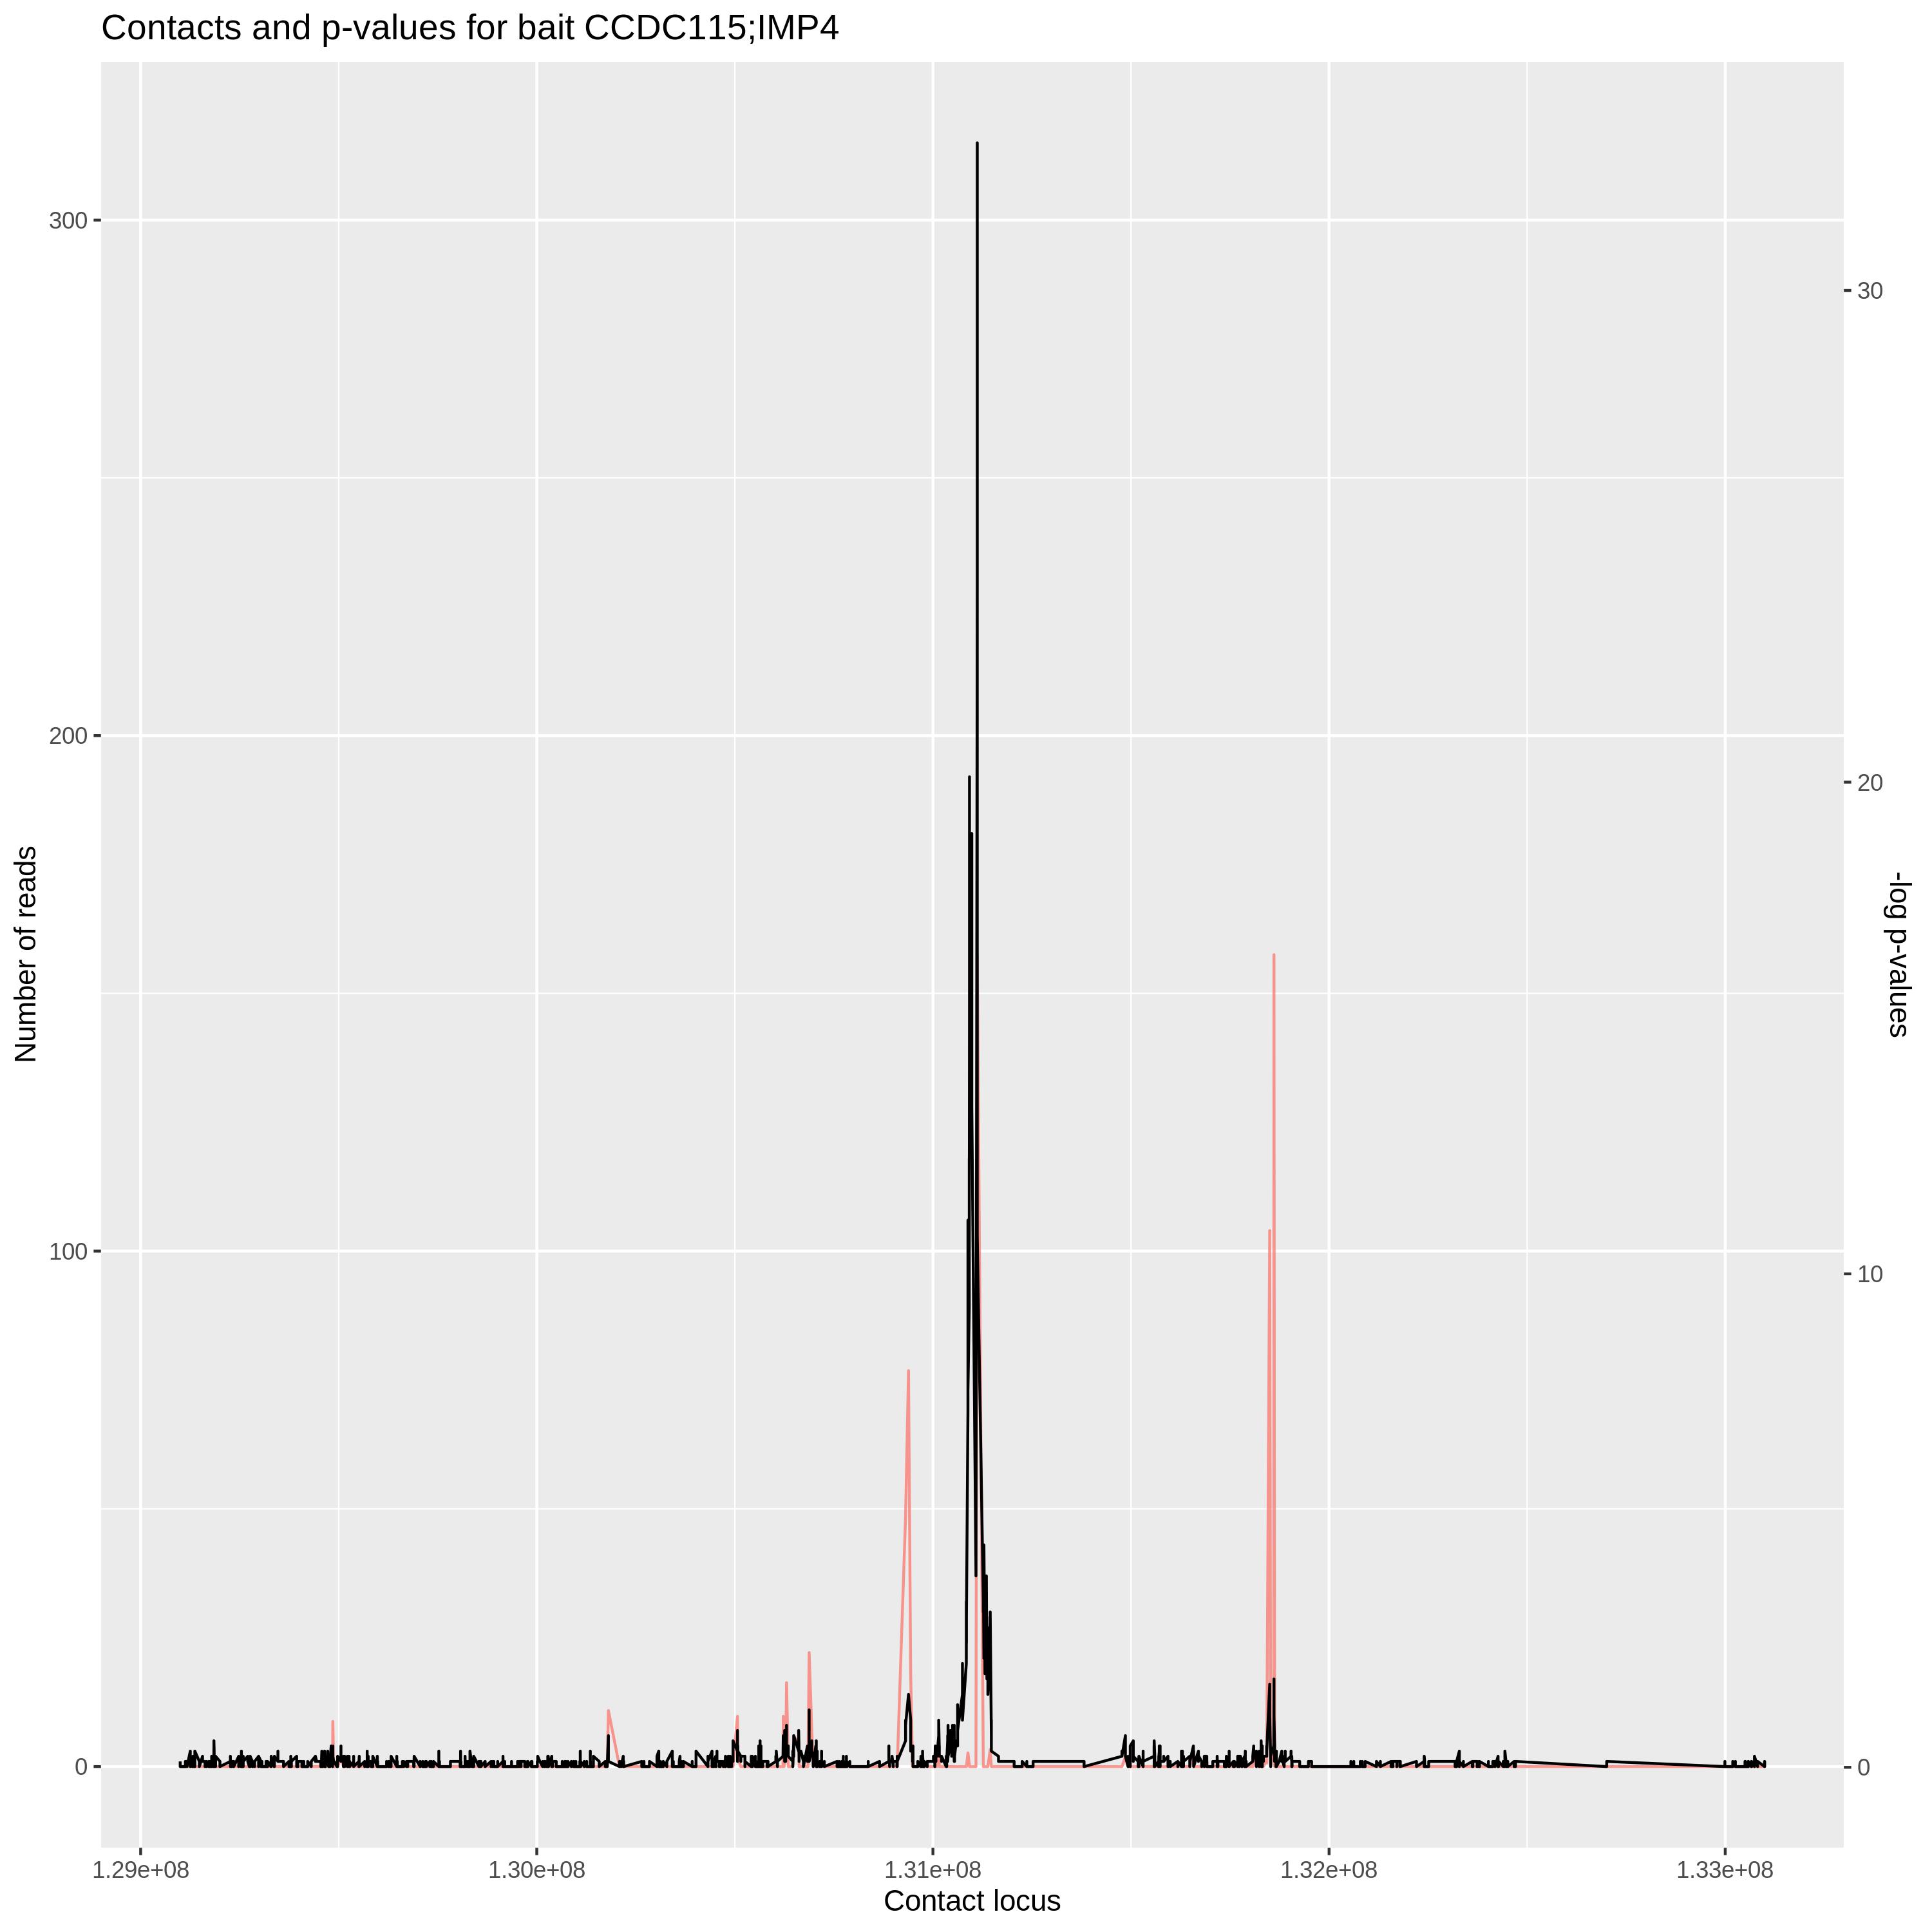 Contacts and p-values for bait CCDC115;IMP4
300
200
100
0
Number of reads
30
20
10
0
-log p-values
1.29e+08
1.30e+08
1.31e+08
1.32e+08
1.33e+08
Contact locus